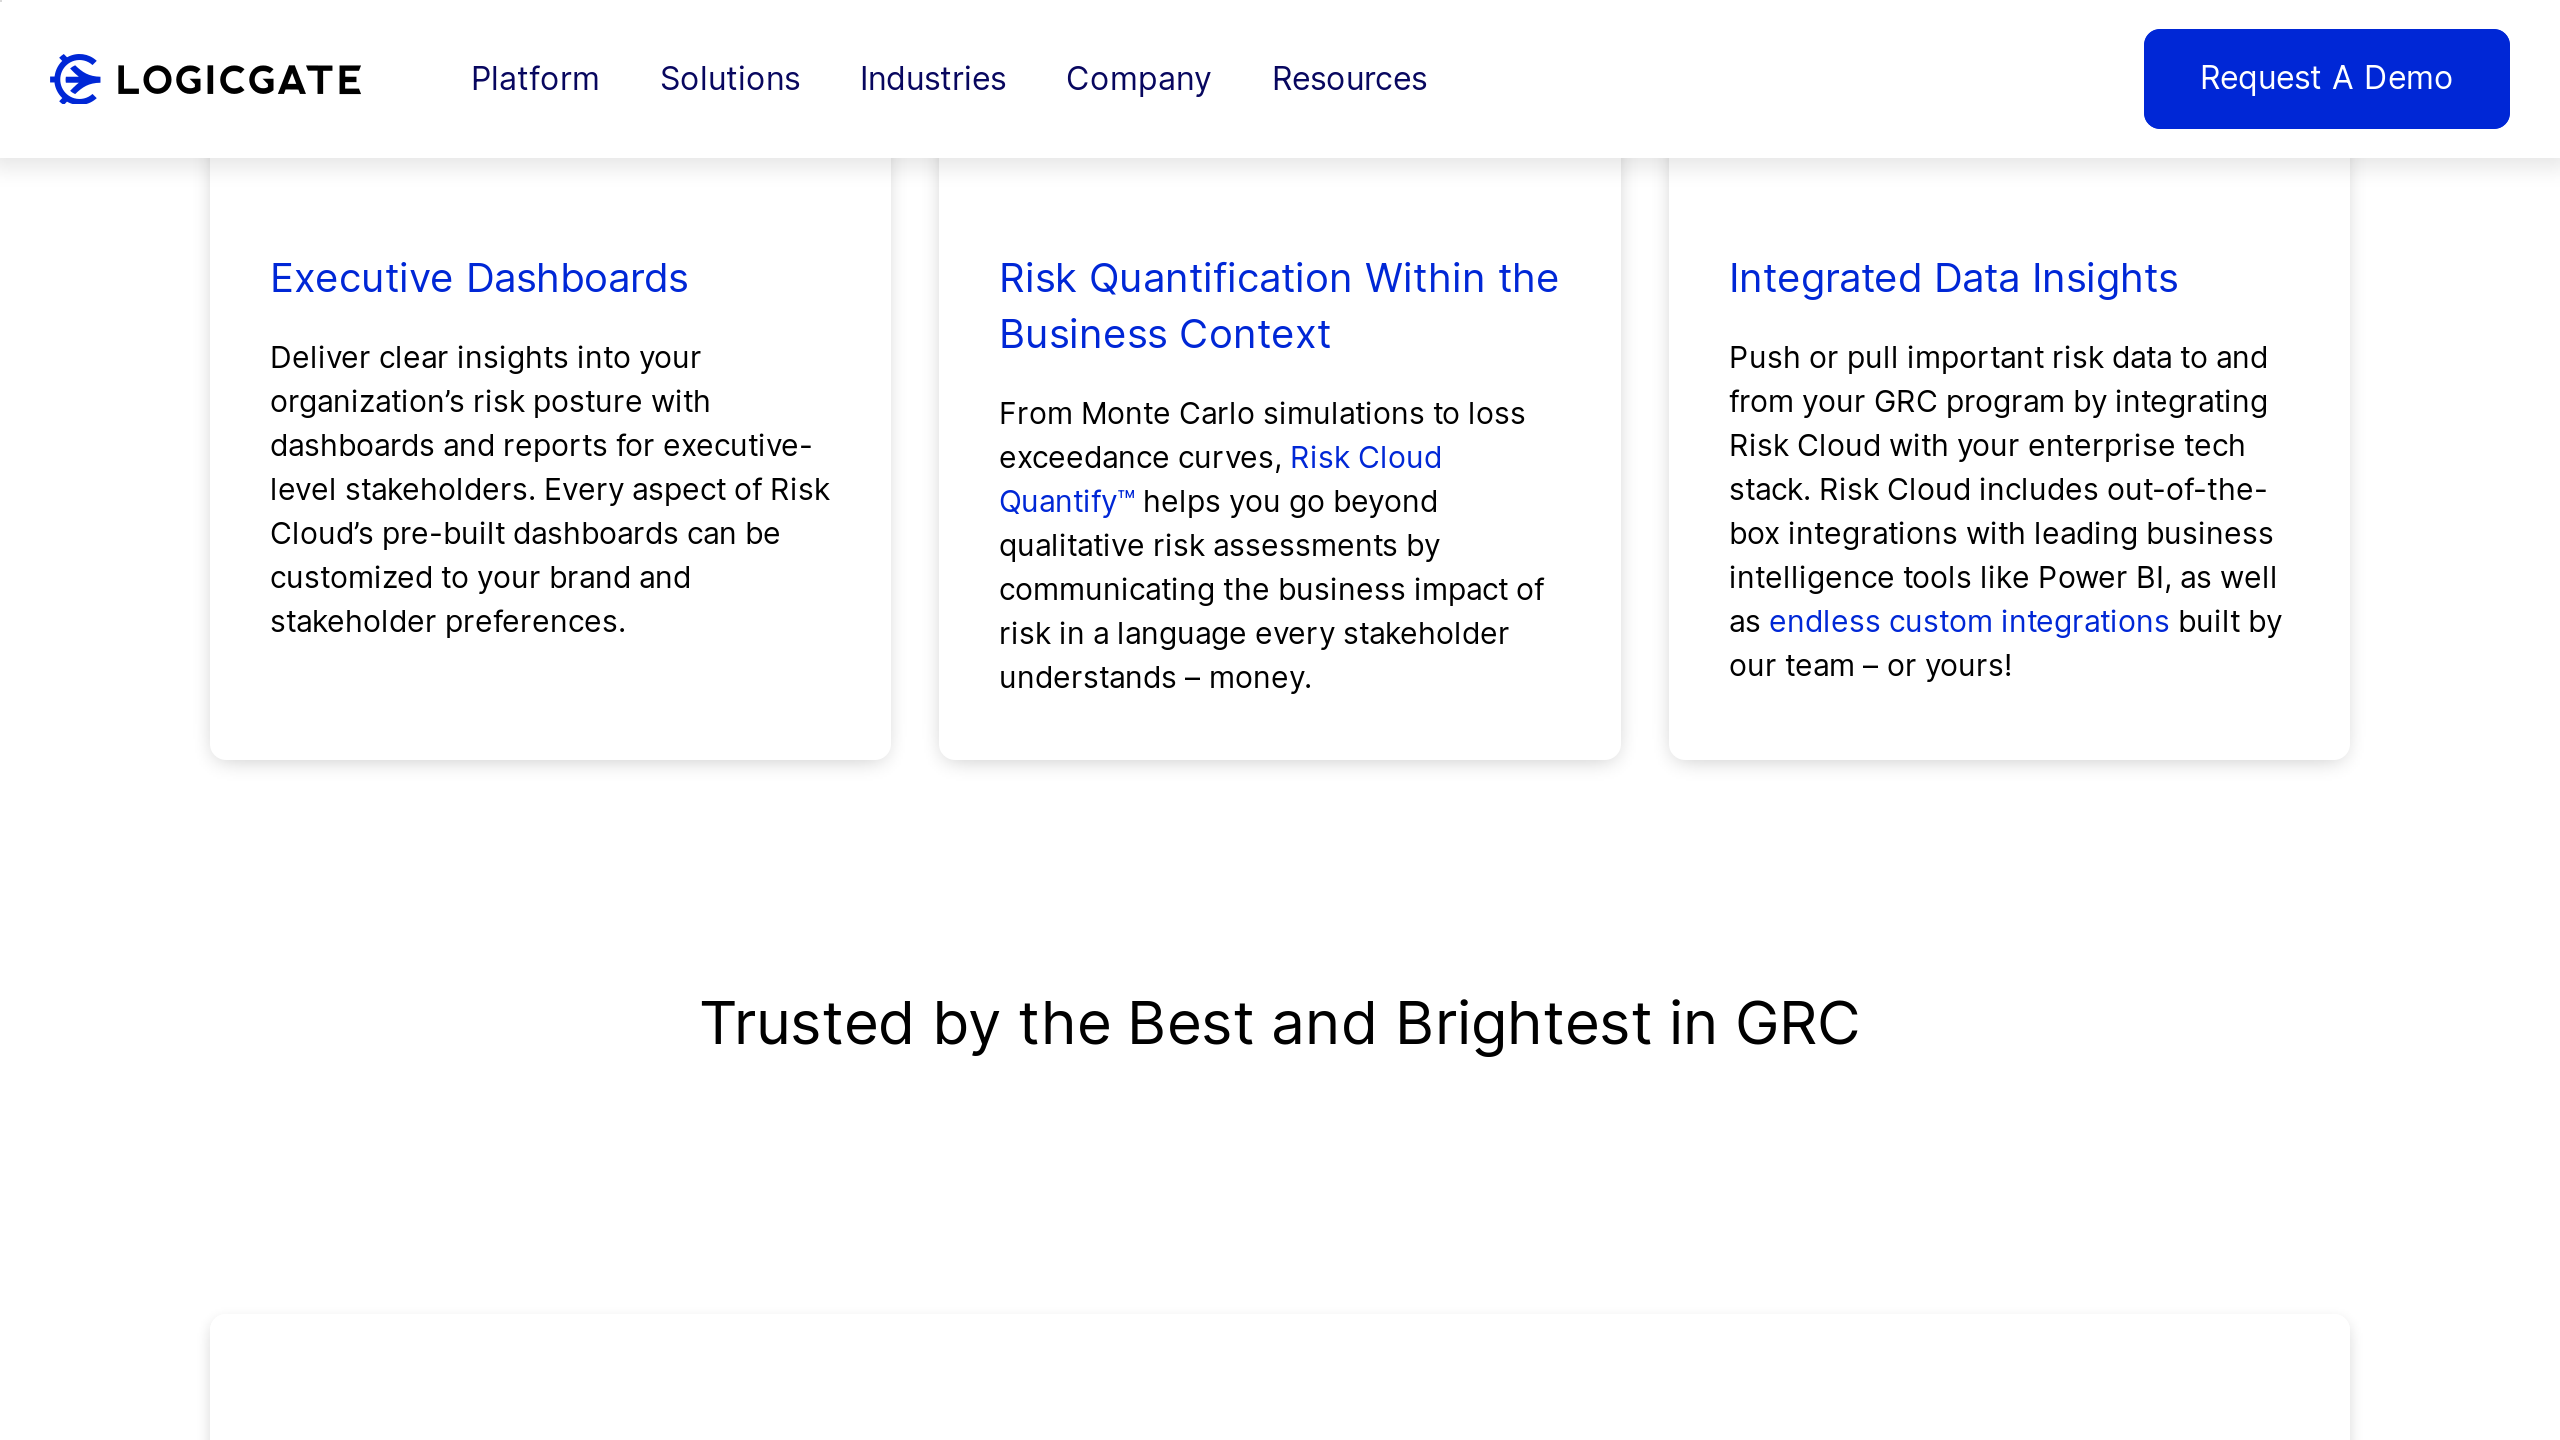 LOGICGATE
Platform
Solutions
Industries
Company
Resources
Request A Demo
Executive Dashboards
Deliver clear insights into your
organization’s risk posture with
dashboards and reports for executive-
level stakeholders. Every aspect of Risk
Cloud’s pre-built dashboards can be
customized to your brand and
stakeholder preferences.
Risk Quantification Within the
Business Context
From Monte Carlo simulations to loss
exceedance curves, Risk Cloud
Quantify™ helps you go beyond
qualitative risk assessments by
communicating the business impact of
risk in a language every stakeholder
understands – money.
Integrated Data Insights
Push or pull important risk data to and
from your GRC program by integrating
Risk Cloud with your enterprise tech
stack. Risk Cloud includes out-of-the-
box integrations with leading business
intelligence tools like Power BI, as well
as endless custom integrations built by
our team – or yours!
Trusted by the Best and Brightest in GRC